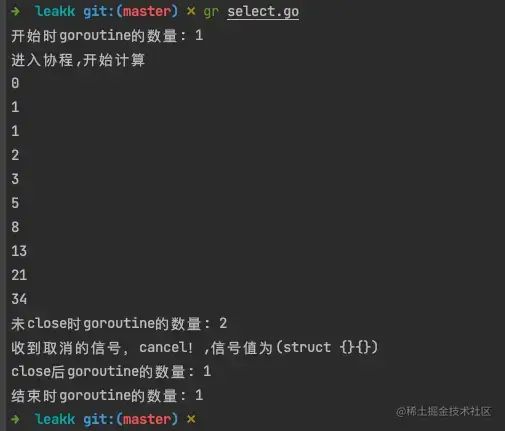 ➜ leakk git:(master) ✗ gr select.go
开始时goroutine的数量: 1
进入协程,开始计算
0
1
1
2
3
5
8
13
21
34
未close时goroutine的数量: 2
收到取消的信号, cancel! ,信号值为(struct {}{})
close后goroutine的数量: 1
结束时goroutine的数量: 1
➜ leakk git:(master) ✗
@稀土掘金技术社区